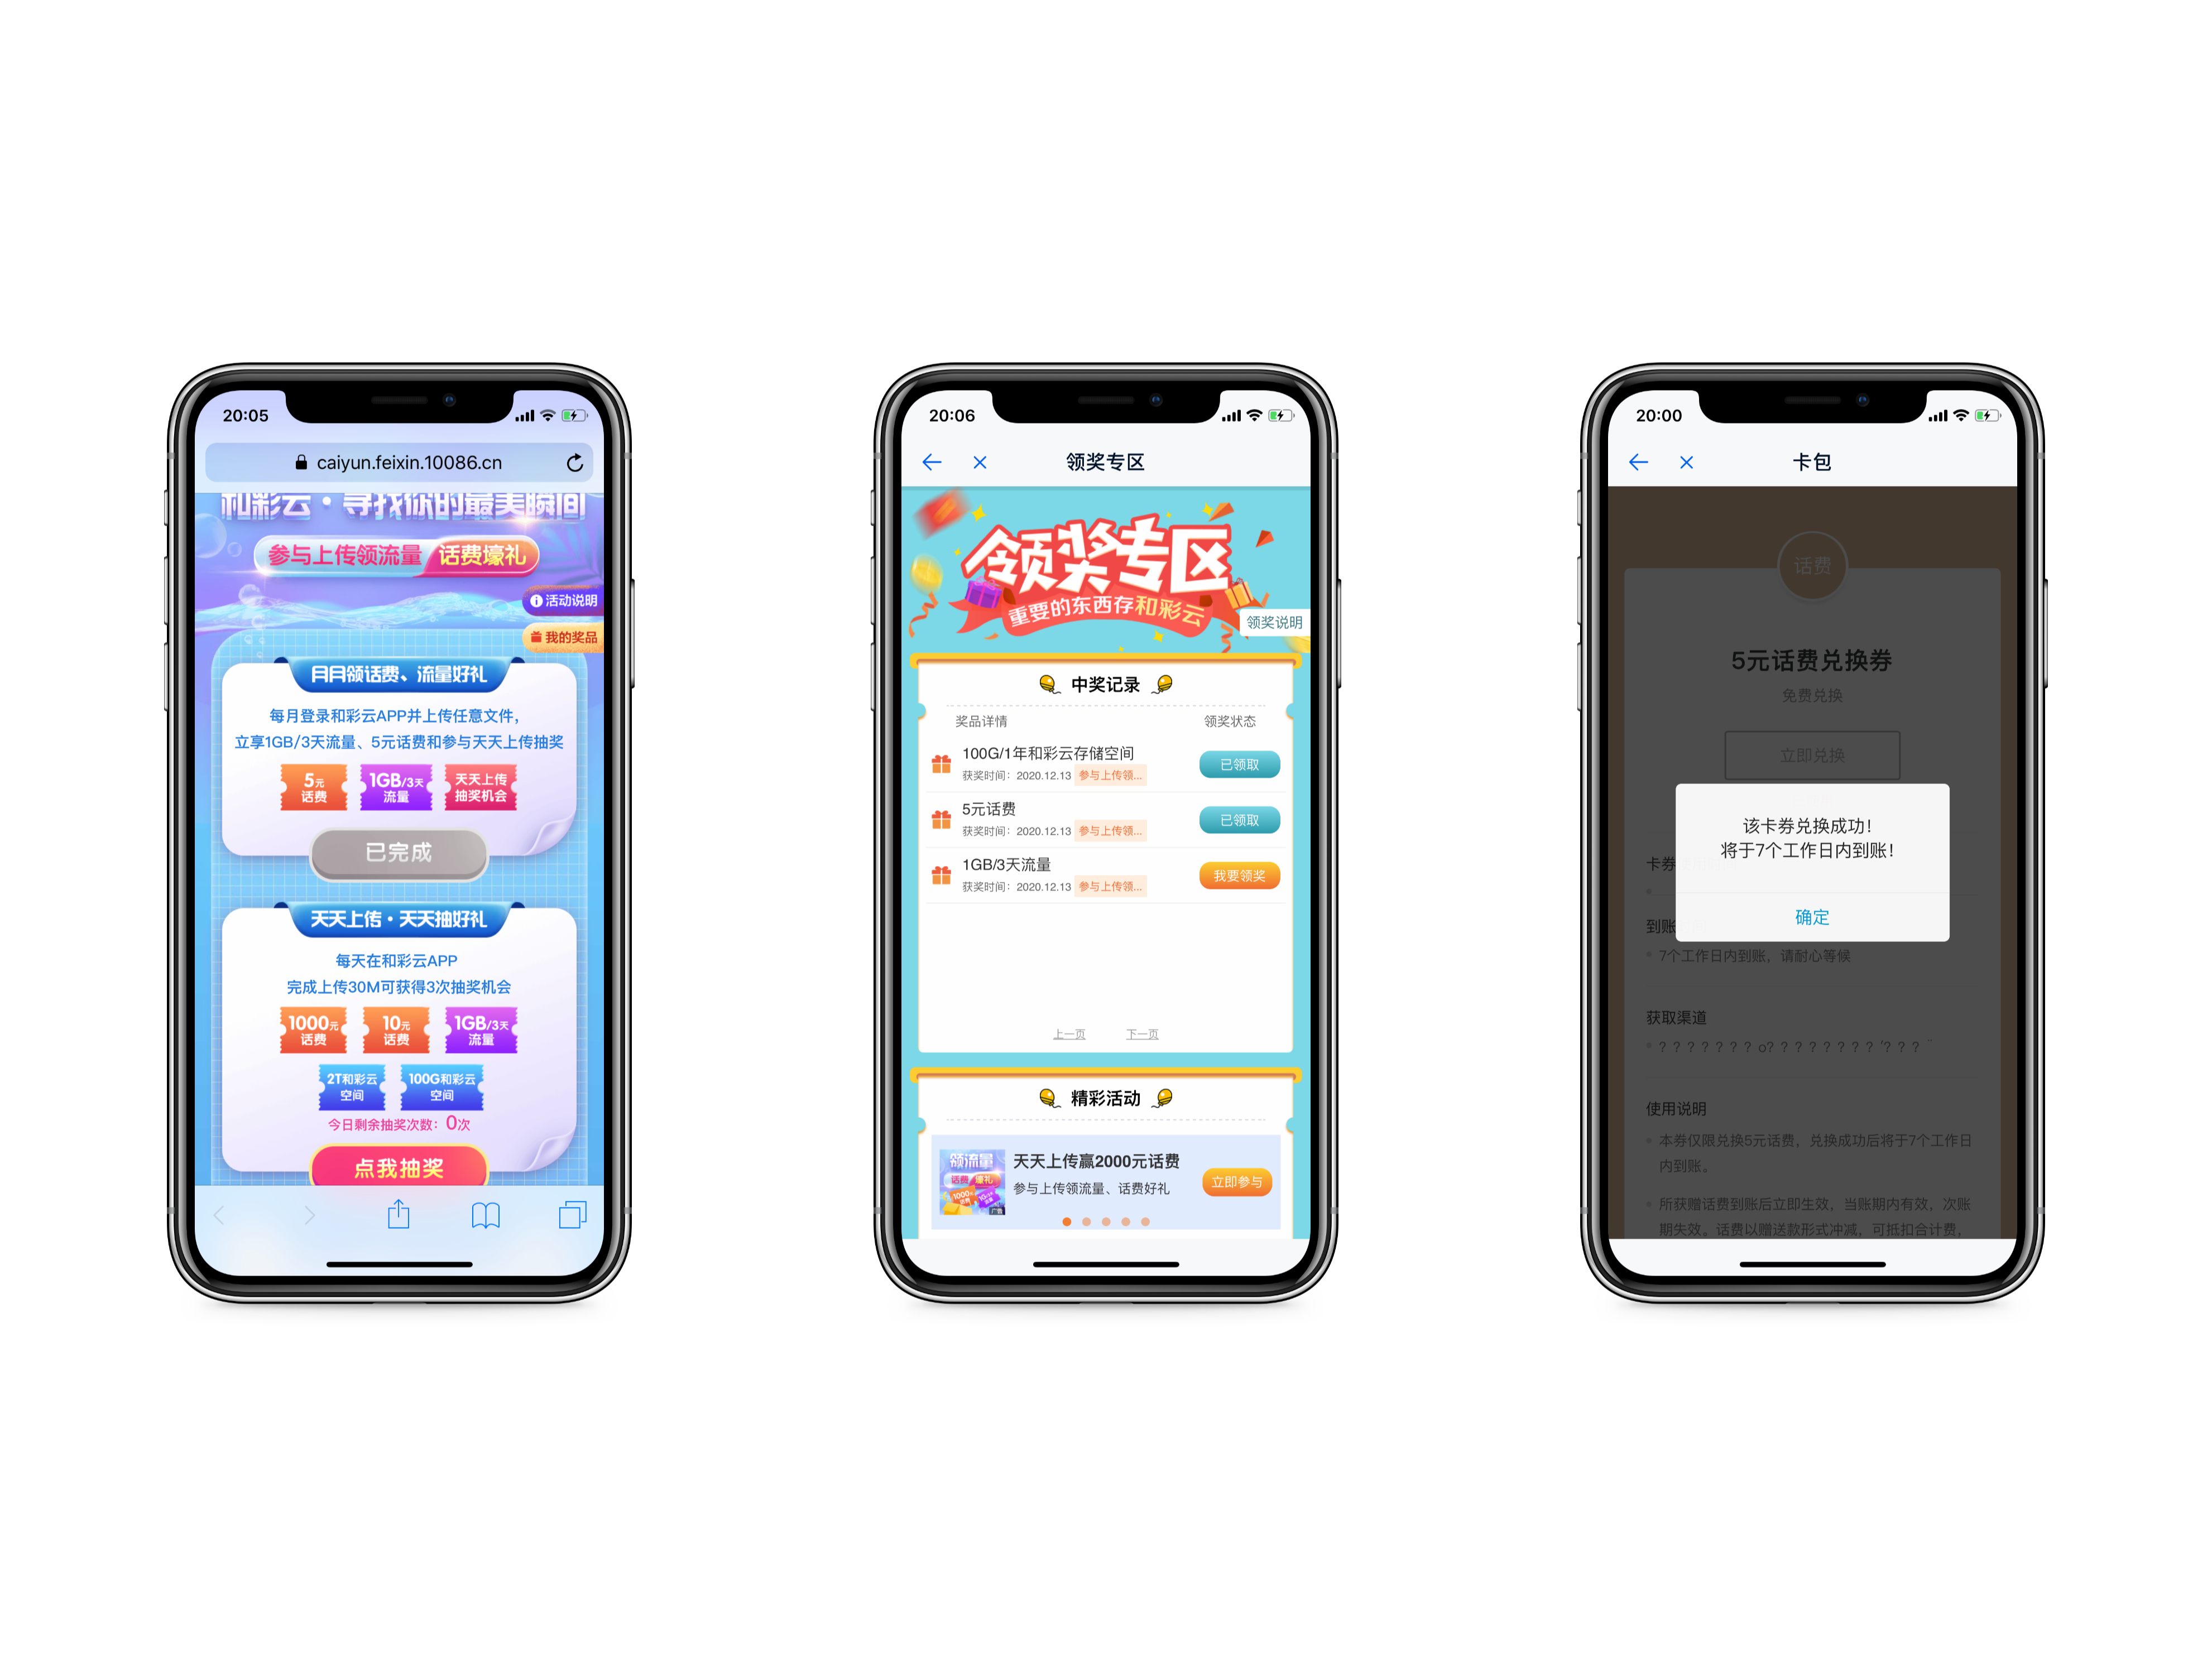 20:05
caiyun.feixin.10086.cn
和彩云·寻找你的最美瞬间
参与上传领流量 话费壕礼
活动说明
我的奖品
月月领话费、流量好礼
每月登录和彩云APP并上传任意文件，
立享1GB/3天流量、5元话费和参与天天上传抽奖
5元
话费
1GB/3天
流量
天天上传
抽奖机会
已完成
天天上传·天天抽好礼
每天在和彩云APP
完成上传30M可获得3次抽奖机会
1000元
话费
10元
话费
1GB/3天
流量
2T和彩云
空间
100G和彩云
空间
今日剩余抽奖次数：0次
点我抽奖
20:06
领奖专区
领奖专区
重要的东西存和彩云
领奖说明
中奖记录
奖品详情 领奖状态
100G/1年和彩云存储空间
获奖时间：2020.12.13 参与上传领...
已领取
5元话费
获奖时间：2020.12.13 参与上传领...
已领取
1GB/3天流量
获奖时间：2020.12.13 参与上传领...
我要领奖
上一页 下一页
精彩活动
领流量
话费壕礼
1000元
10元
广告
天天上传赢2000元话费
参与上传领流量、话费好礼
立即参与
20:00
卡包
话费
5元话费兑换券
免费兑换
立即兑换
该卡券兑换成功！
将于7个工作日内到账！
确定
卡券
到账
7个工作日内到账，请耐心等候
获取渠道
? ? ? ? ? ? ? o? ? ? ? ? ? ? ? '? ? ?
使用说明
本券仅限兑换5元话费，兑换成功后将于7个工作日
内到账。
所获赠话费到账后立即生效，当账期内有效，次账
期失效。话费以赠送款形式冲减，可抵扣合计费，